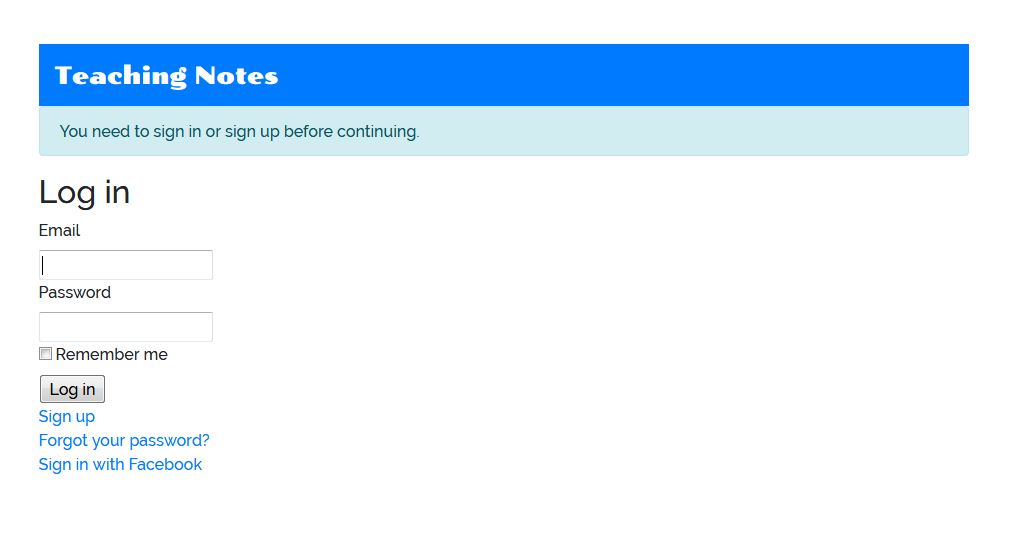 Teaching Notes
You need to sign in or sign up before continuing.
Log in
Email
Password
Remember me
Log in
Sign up
Forgot your password?
Sign in with Facebook